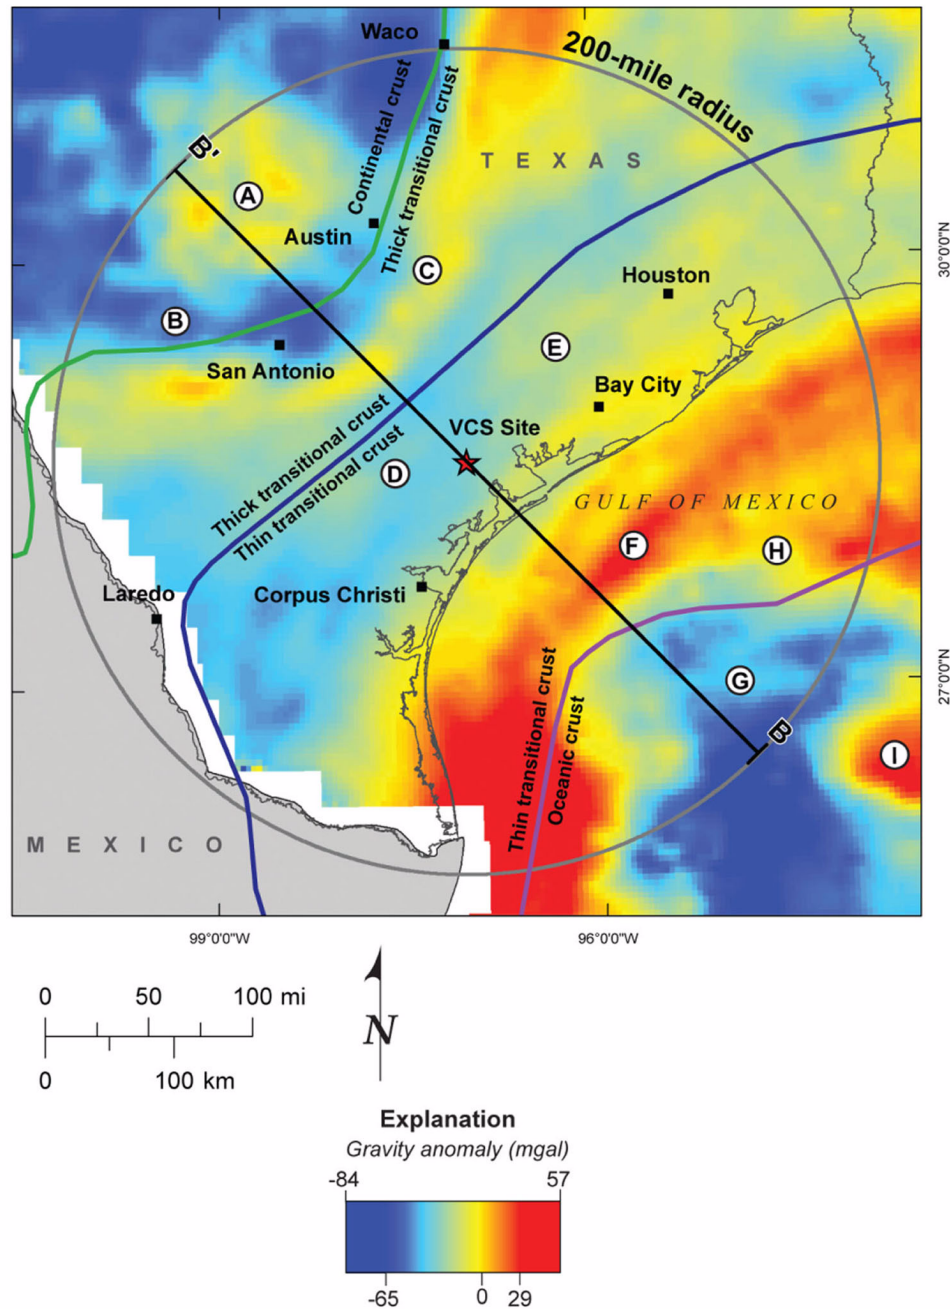 Waco
200-mile radius
B'
Continental crust
Thick transitional crust
T E X A S
A
Austin
C
30°0'0"N
Houston
B
E
San Antonio
Bay City
VCS Site
Thick transitional crust
Thin transitional crust
D
GULF OF MEXICO
F
H
Laredo
Corpus Christi
G
27°0'0"N
Thin transitional crust
Oceanic crust
B
I
M E X I C O
99°0'0"W
96°0'0"W
0 50 100 mi
0 100 km
N
Explanation
Gravity anomaly (mgal)
-84 57
-65 0 29